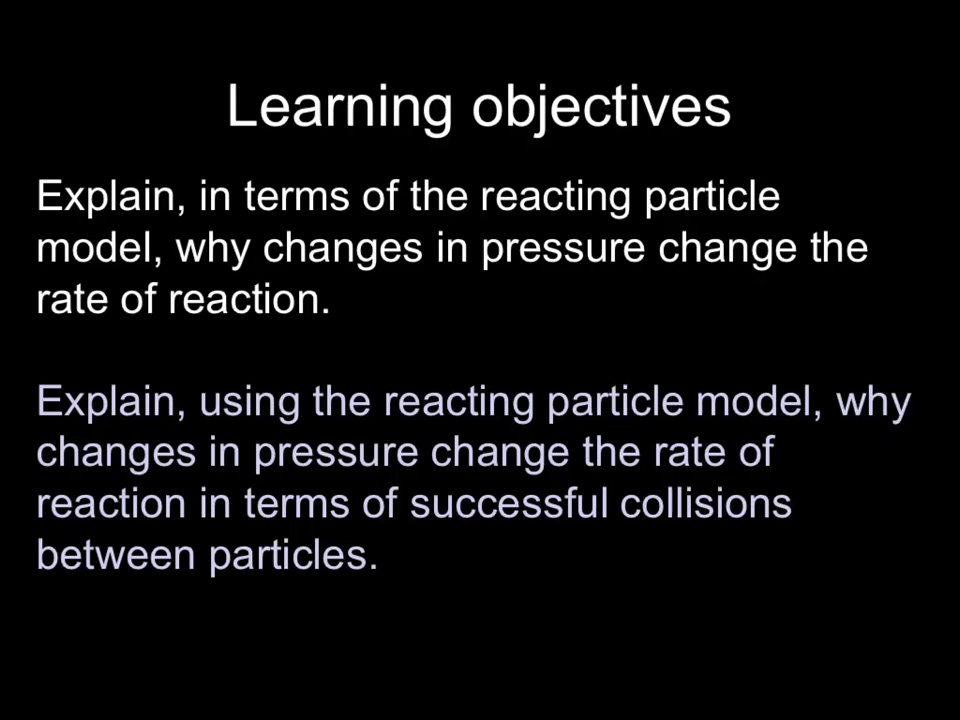 Learning objectives
Explain, in terms of the reacting particle
model, why changes in pressure change the
rate of reaction.
Explain, using the reacting particle model, why
changes in pressure change the rate of
reaction in terms of successful collisions
between particles.